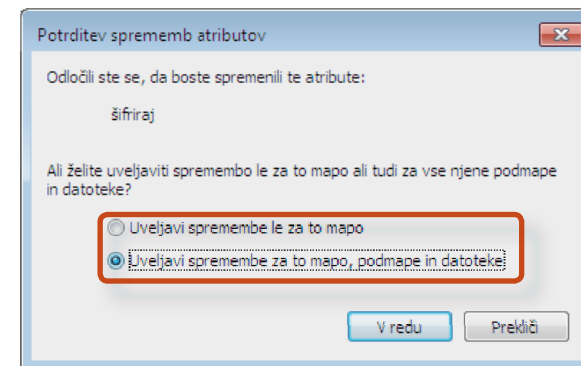 Potrditev sprememb atributov
Odločili ste se, da boste spremenili te atribute:
šifriraj
Ali želite uveljaviti spremembo le za to mapo ali tudi za vse njene podmape
in datoteke?
Uveljavi spremembe le za to mapo
Uveljavi spremembe za to mapo, podmape in datoteke
V redu
Prekliči